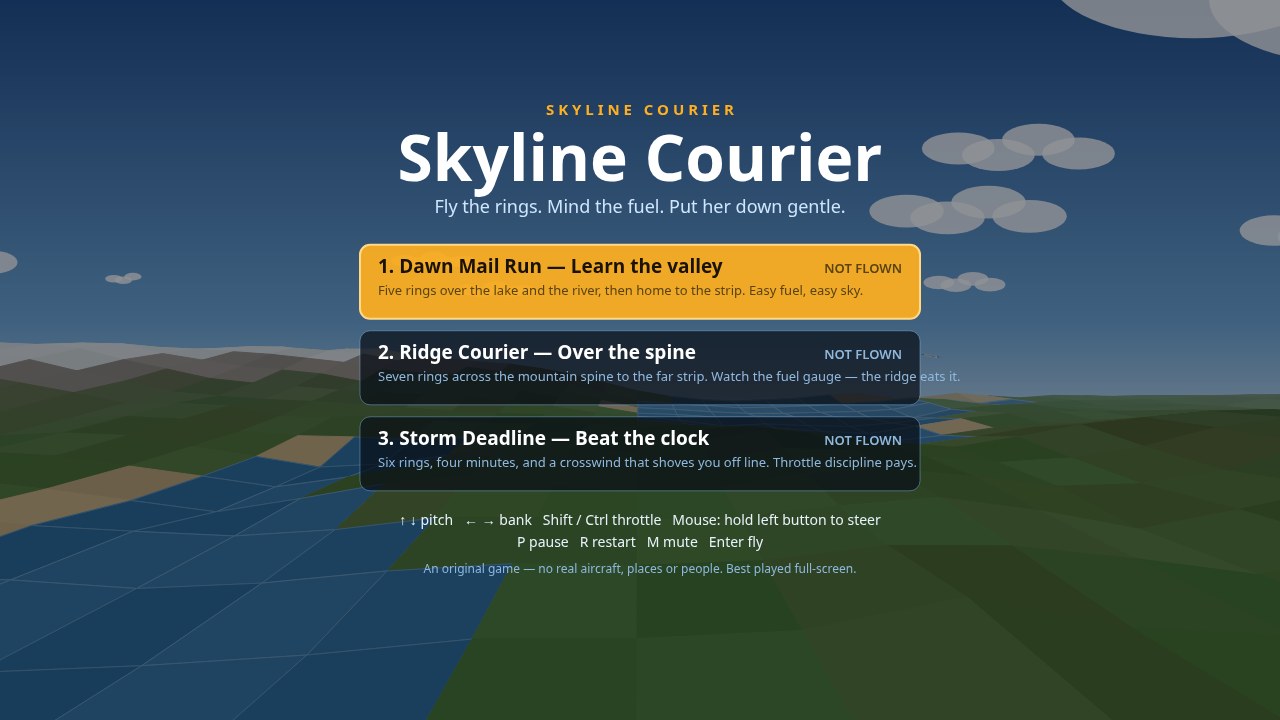 SKYLINE COURIER
Skyline Courier
Fly the rings. Mind the fuel. Put her down gentle.
1. Dawn Mail Run — Learn the valley NOT FLOWN
Five rings over the lake and the river, then home to the strip. Easy fuel, easy sky.
2. Ridge Courier — Over the spine NOT FLOWN
Seven rings across the mountain spine to the far strip. Watch the fuel gauge — the ridge eats it.
3. Storm Deadline — Beat the clock NOT FLOWN
Six rings, four minutes, and a crosswind that shoves you off line. Throttle discipline pays.
↑ ↓ pitch ← → bank Shift / Ctrl throttle Mouse: hold left button to steer
P pause R restart M mute Enter fly
An original game — no real aircraft, places or people. Best played full-screen.